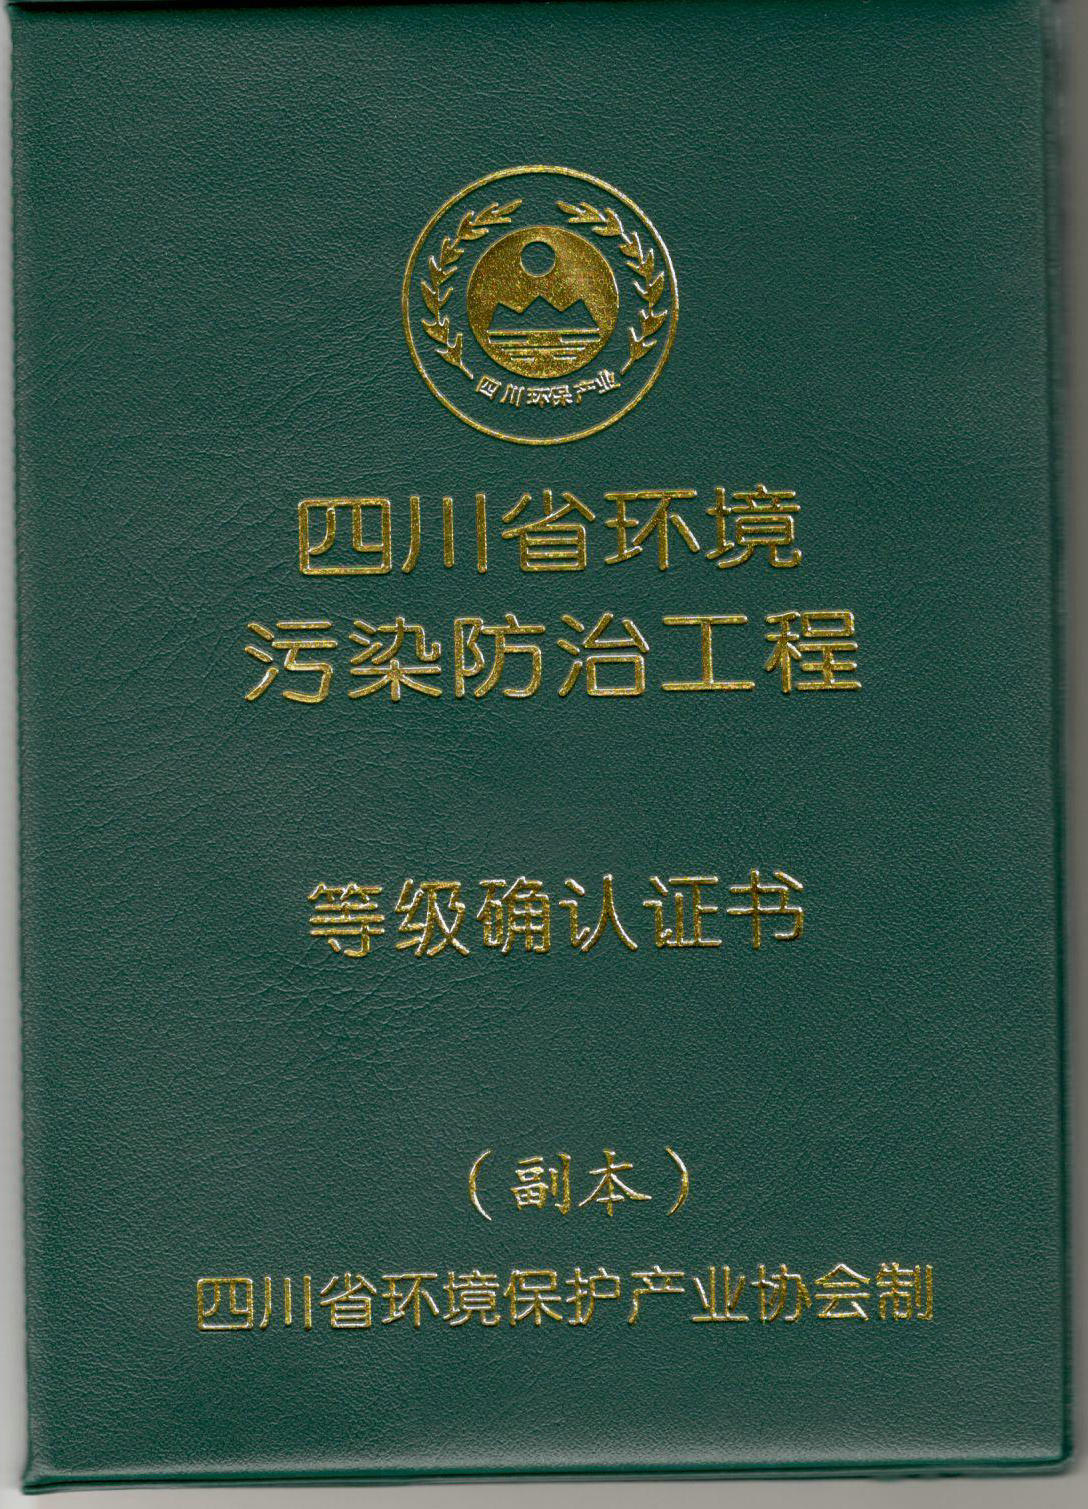 四川环保产业
四川省环境
污染防治工程
等级确认证书
（副本）
四川省环境保护产业协会制